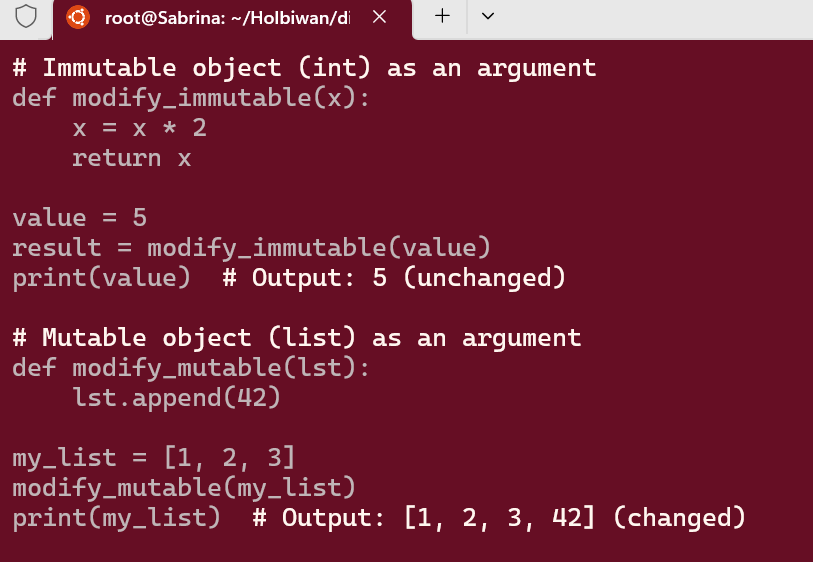 root@Sabrina: ~/Holbiwan/di
# Immutable object (int) as an argument
def modify_immutable(x):
    x = x * 2
    return x

value = 5
result = modify_immutable(value)
print(value)  # Output: 5 (unchanged)

# Mutable object (list) as an argument
def modify_mutable(lst):
    lst.append(42)

my_list = [1, 2, 3]
modify_mutable(my_list)
print(my_list)  # Output: [1, 2, 3, 42] (changed)